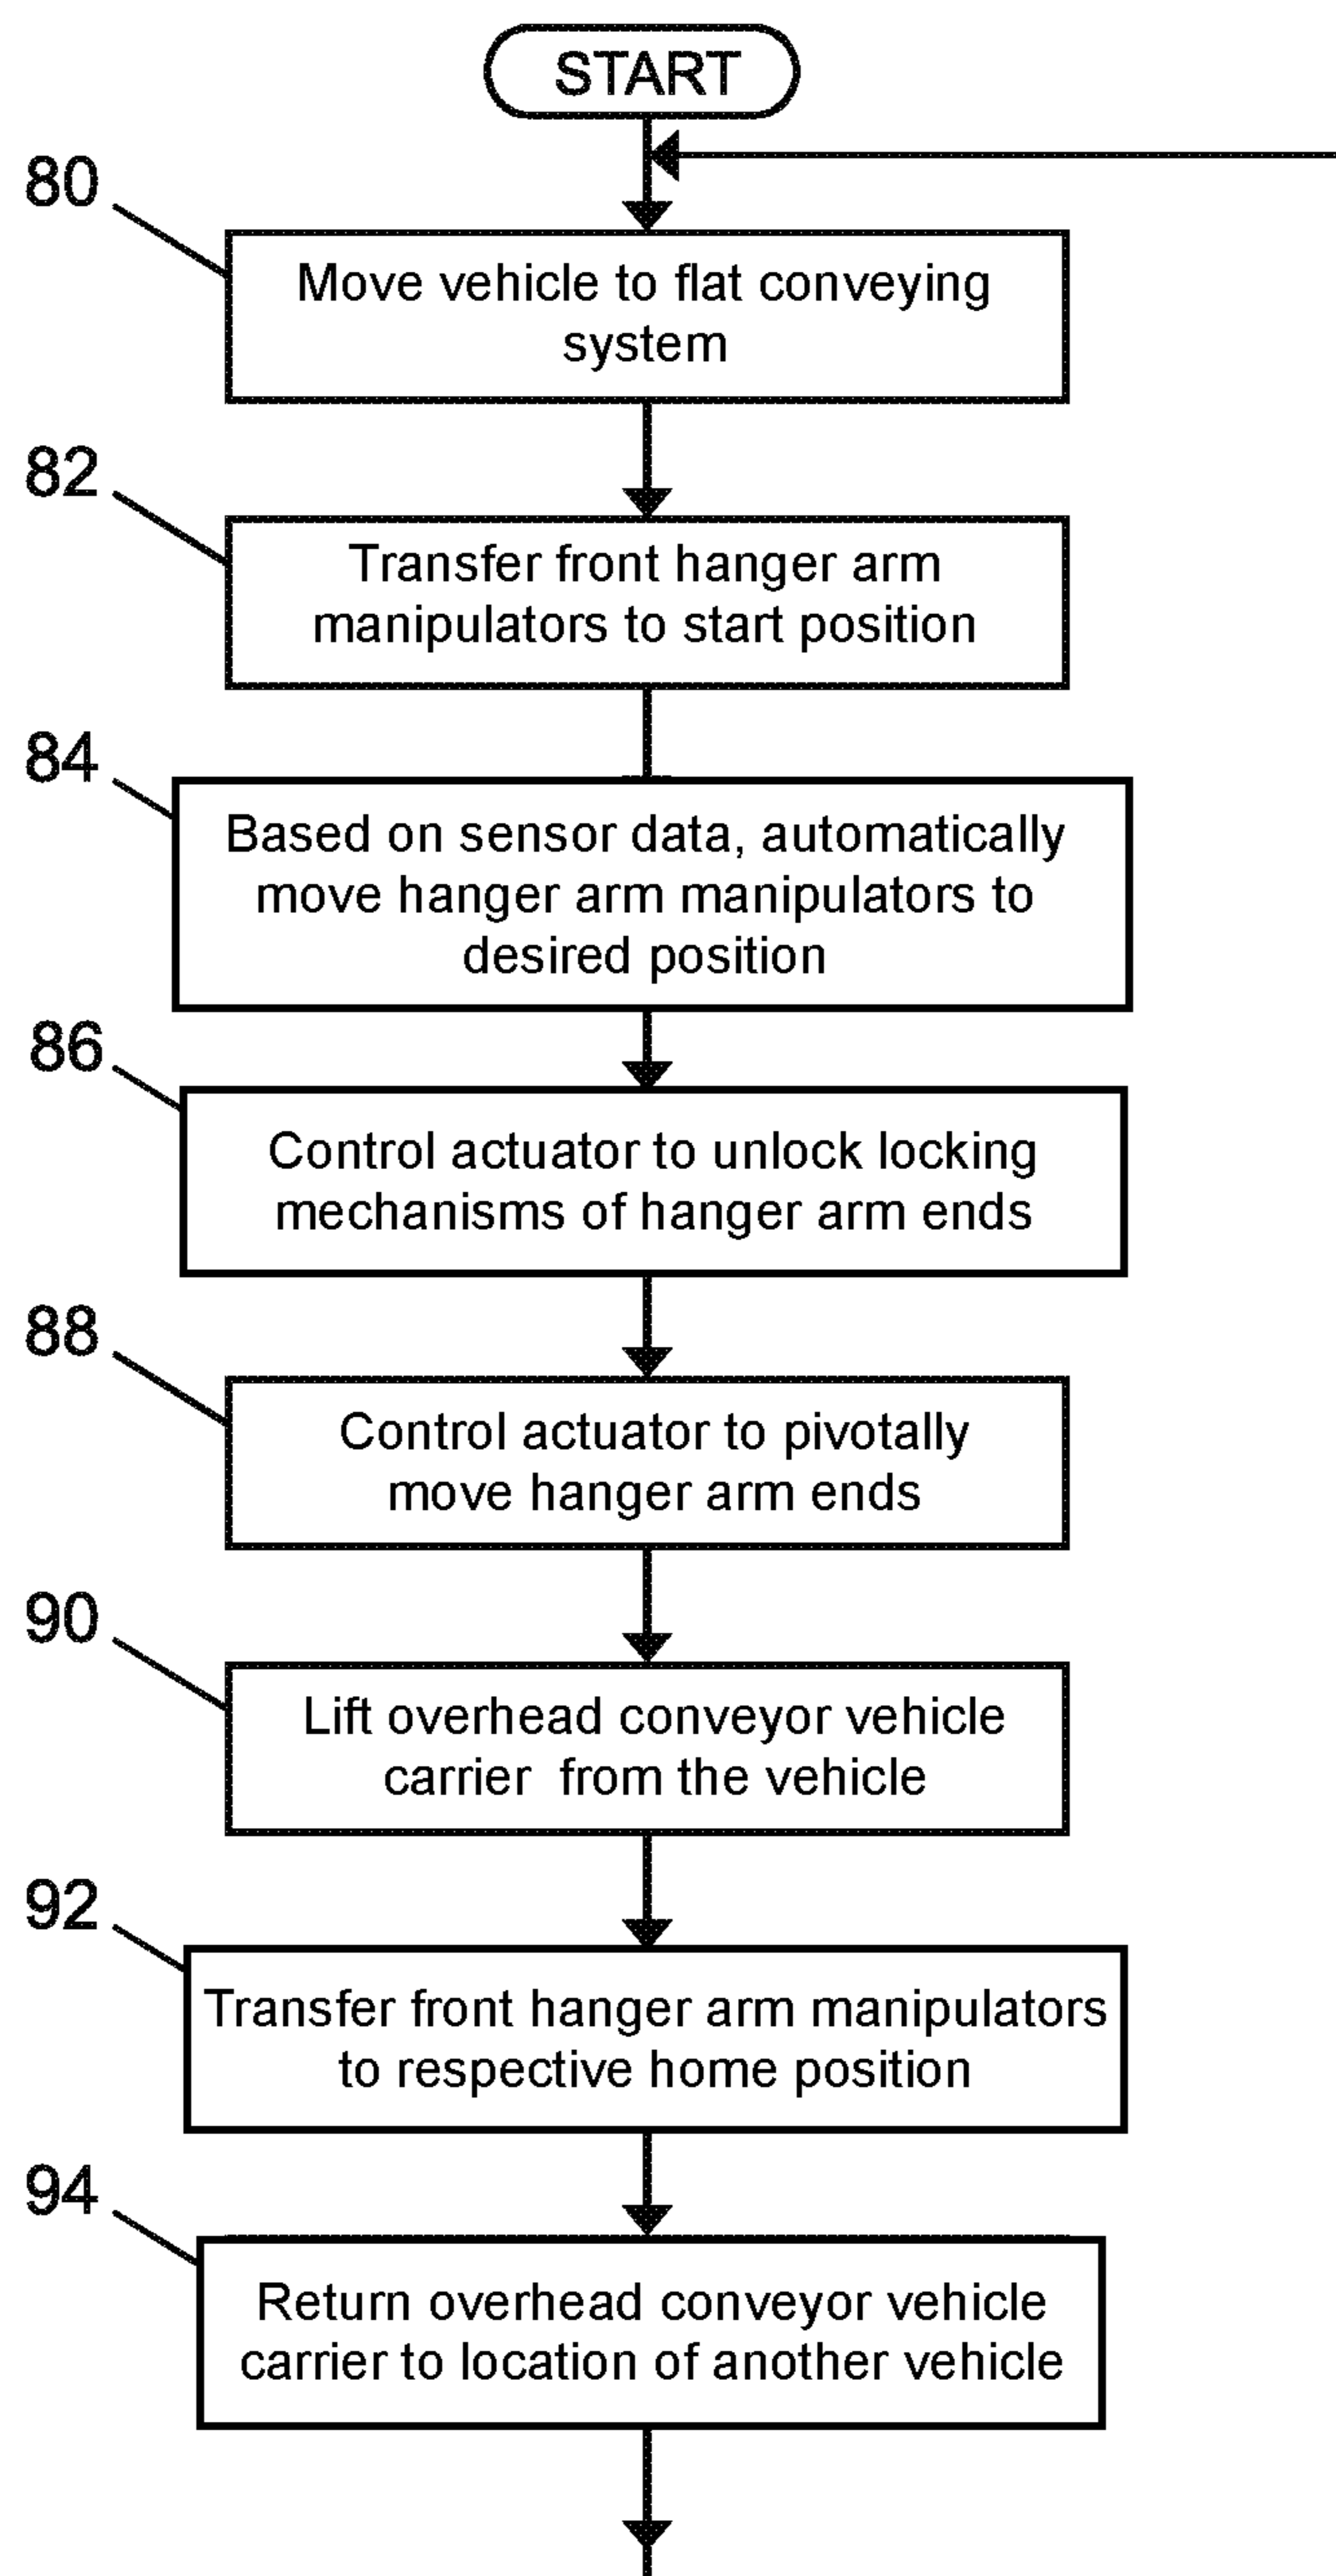 START
80
Move vehicle to flat conveying
system
82
Transfer front hanger arm
manipulators to start position
84
Based on sensor data, automatically
move hanger arm manipulators to
desired position
86
Control actuator to unlock locking
mechanisms of hanger arm ends
88
Control actuator to pivotally
move hanger arm ends
90
Lift overhead conveyor vehicle
carrier from the vehicle
92
Transfer front hanger arm manipulators
to respective home position
94
Return overhead conveyor vehicle
carrier to location of another vehicle